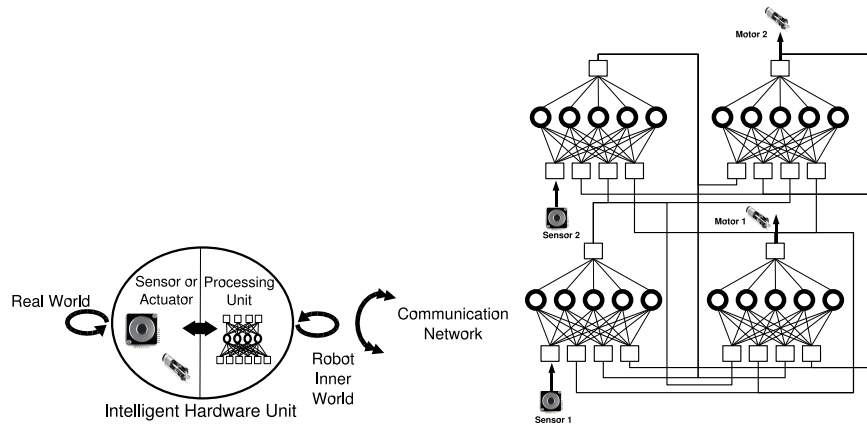 Real World
Sensor or
Actuator
Processing
Unit
Intelligent Hardware Unit
Robot
Inner
World
Communication
Network
Motor 2
Sensor 2
Motor 1
Sensor 1